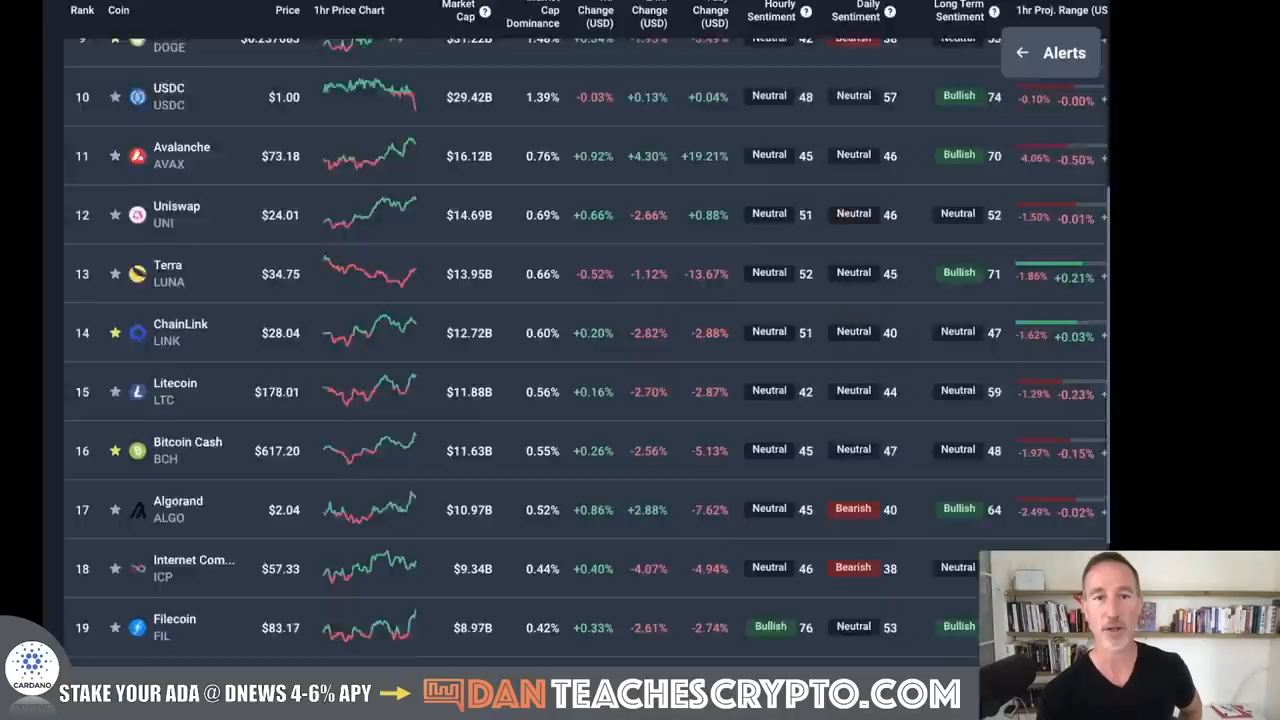 Rank Coin Price 1hr Price Chart Market Cap ? Cap Dominance Change (USD) Change (USD) Change (USD) Hourly Sentiment ? Daily Sentiment ? Long Term Sentiment ? 1hr Proj. Range (US
DOGE
← Alerts
10 USDC USDC $1.00 $29.42B 1.39% -0.03% +0.13% +0.04% Neutral 48 Neutral 57 Bullish 74 -0.10% -0.00% +
11 Avalanche AVAX $73.18 $16.12B 0.76% +0.92% +4.30% +19.21% Neutral 45 Neutral 46 Bullish 70 -4.06% -0.50% +
12 Uniswap UNI $24.01 $14.69B 0.69% +0.66% -2.66% +0.88% Neutral 51 Neutral 46 Neutral 52 -1.50% -0.01% +
13 Terra LUNA $34.75 $13.95B 0.66% -0.52% -1.12% -13.67% Neutral 52 Neutral 45 Bullish 71 -1.86% +0.21% +
14 ChainLink LINK $28.04 $12.72B 0.60% +0.20% -2.82% -2.88% Neutral 51 Neutral 40 Neutral 47 -1.62% +0.03% +
15 Litecoin LTC $178.01 $11.88B 0.56% +0.16% -2.70% -2.87% Neutral 42 Neutral 44 Neutral 59 -1.29% -0.23% +
16 Bitcoin Cash BCH $617.20 $11.63B 0.55% +0.26% -2.56% -5.13% Neutral 45 Neutral 47 Neutral 48 -1.97% -0.15% +
17 Algorand ALGO $2.04 $10.97B 0.52% +0.86% +2.88% -7.62% Neutral 45 Bearish 40 Bullish 64 -2.49% -0.02% +
18 Internet Com... ICP $57.33 $9.34B 0.44% +0.40% -4.07% -4.94% Neutral 46 Bearish 38 Neutral
19 Filecoin FIL $83.17 $8.97B 0.42% +0.33% -2.61% -2.74% Bullish 76 Neutral 53 Bullish
CARDANO
STAKE YOUR ADA @ DNEWS 4-6% APY → DAN TEACHESCRYPTO.COM